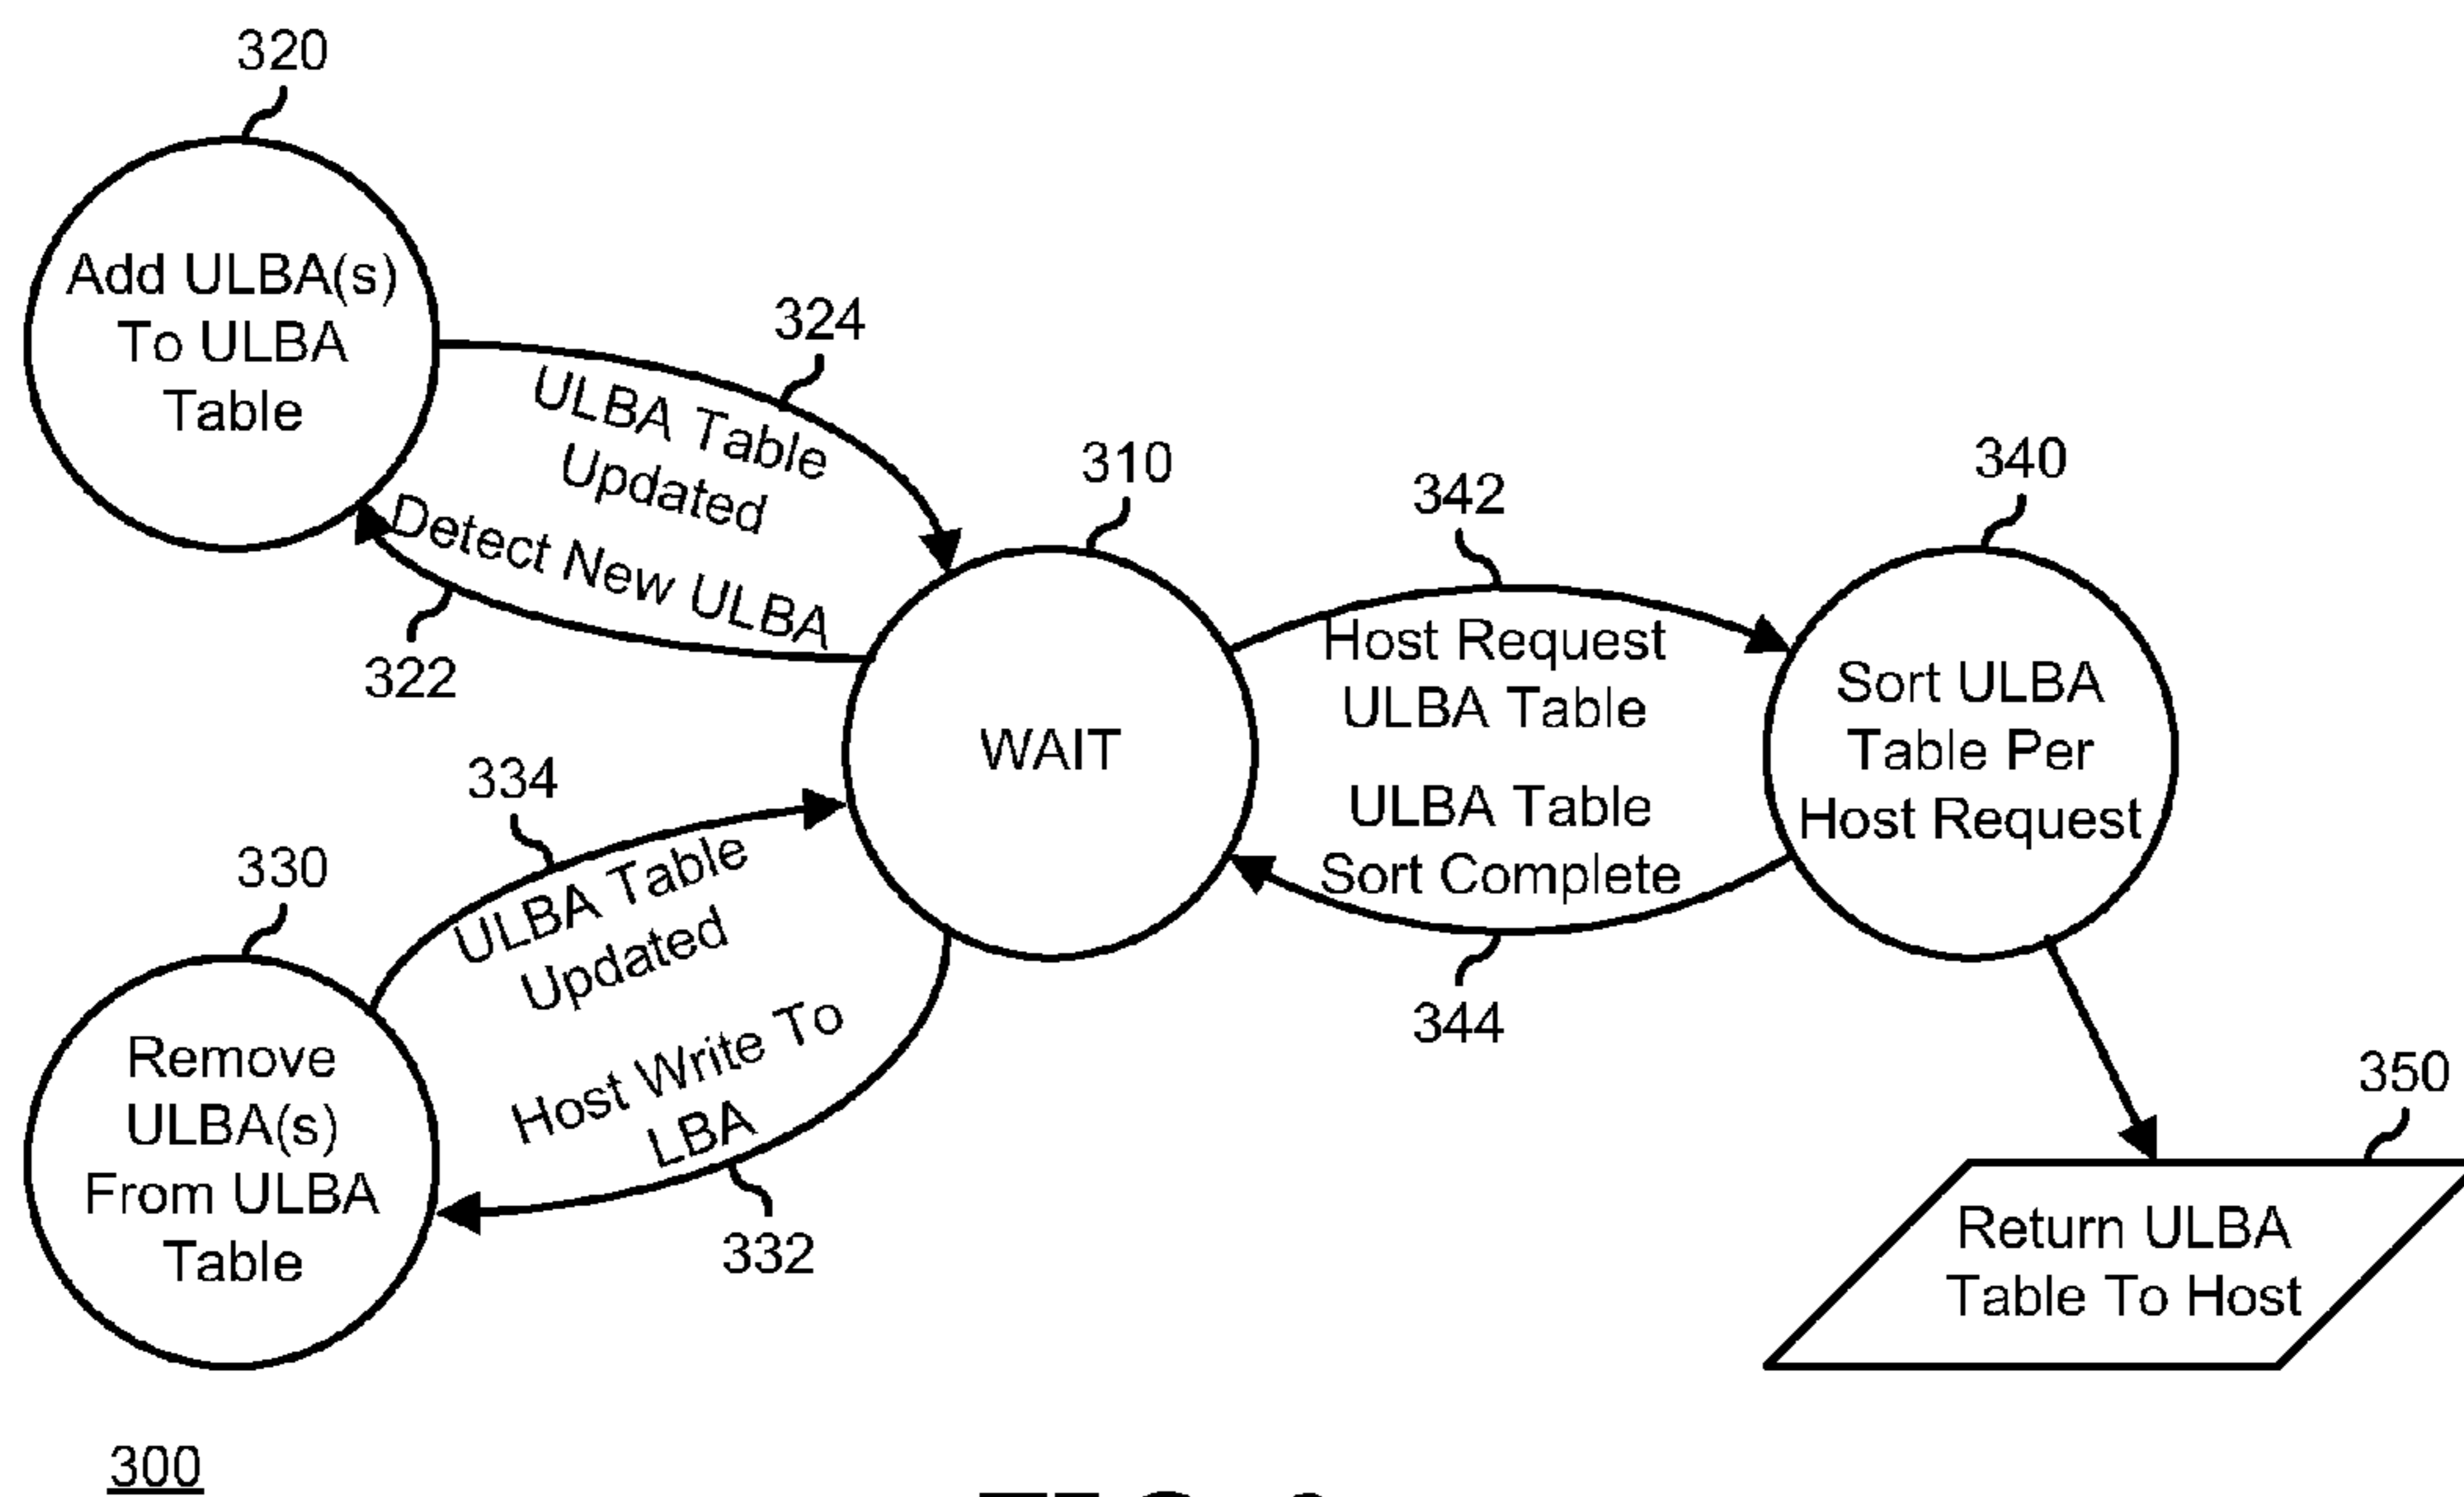 320
Add ULBA(s)
To ULBA
Table
324
ULBA Table
Updated
Detect New ULBA
322
310
WAIT
342
Host Request
ULBA Table
ULBA Table
Sort Complete
344
340
Sort ULBA
Table Per
Host Request
334
ULBA Table
Updated
Host Write To
LBA
332
330
Remove
ULBA(s)
From ULBA
Table
350
Return ULBA
Table To Host
300